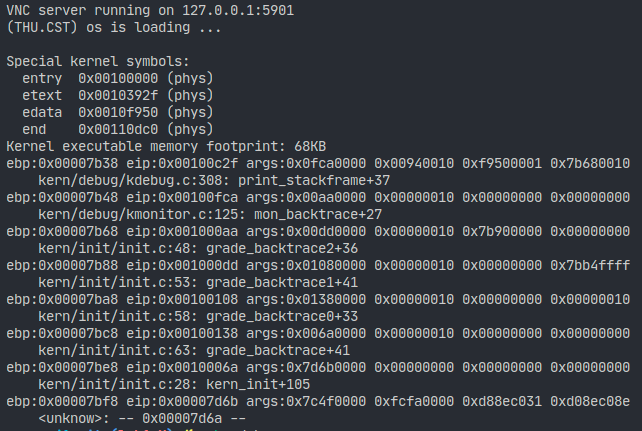 VNC server running on 127.0.0.1:5901
(THU.CST) os is loading ...

Special kernel symbols:
  entry  0x00100000 (phys)
  etext  0x0010392f (phys)
  edata  0x0010f950 (phys)
  end    0x00110dc0 (phys)
Kernel executable memory footprint: 68KB
ebp:0x00007b38 eip:0x00100c2f args:0x0fca0000 0x00940010 0xf9500001 0x7b680010
    kern/debug/kdebug.c:308: print_stackframe+37
ebp:0x00007b48 eip:0x00100fca args:0x00aa0000 0x00000010 0x00000000 0x00000000
    kern/debug/kmonitor.c:125: mon_backtrace+27
ebp:0x00007b68 eip:0x001000aa args:0x00dd0000 0x00000010 0x7b900000 0x00000000
    kern/init/init.c:48: grade_backtrace2+36
ebp:0x00007b88 eip:0x001000dd args:0x01080000 0x00000010 0x00000000 0x7bb4ffff
    kern/init/init.c:53: grade_backtrace1+41
ebp:0x00007ba8 eip:0x00100108 args:0x01380000 0x00000010 0x00000000 0x00000010
    kern/init/init.c:58: grade_backtrace0+33
ebp:0x00007bc8 eip:0x00100138 args:0x006a0000 0x00000010 0x00000000 0x00000000
    kern/init/init.c:63: grade_backtrace+41
ebp:0x00007be8 eip:0x0010006a args:0x7d6b0000 0x00000000 0x00000000 0x00000000
    kern/init/init.c:28: kern_init+105
ebp:0x00007bf8 eip:0x00007d6b args:0x7c4f0000 0xfcfa0000 0xd88ec031 0xd08ec08e
    <unknow>: -- 0x00007d6a --